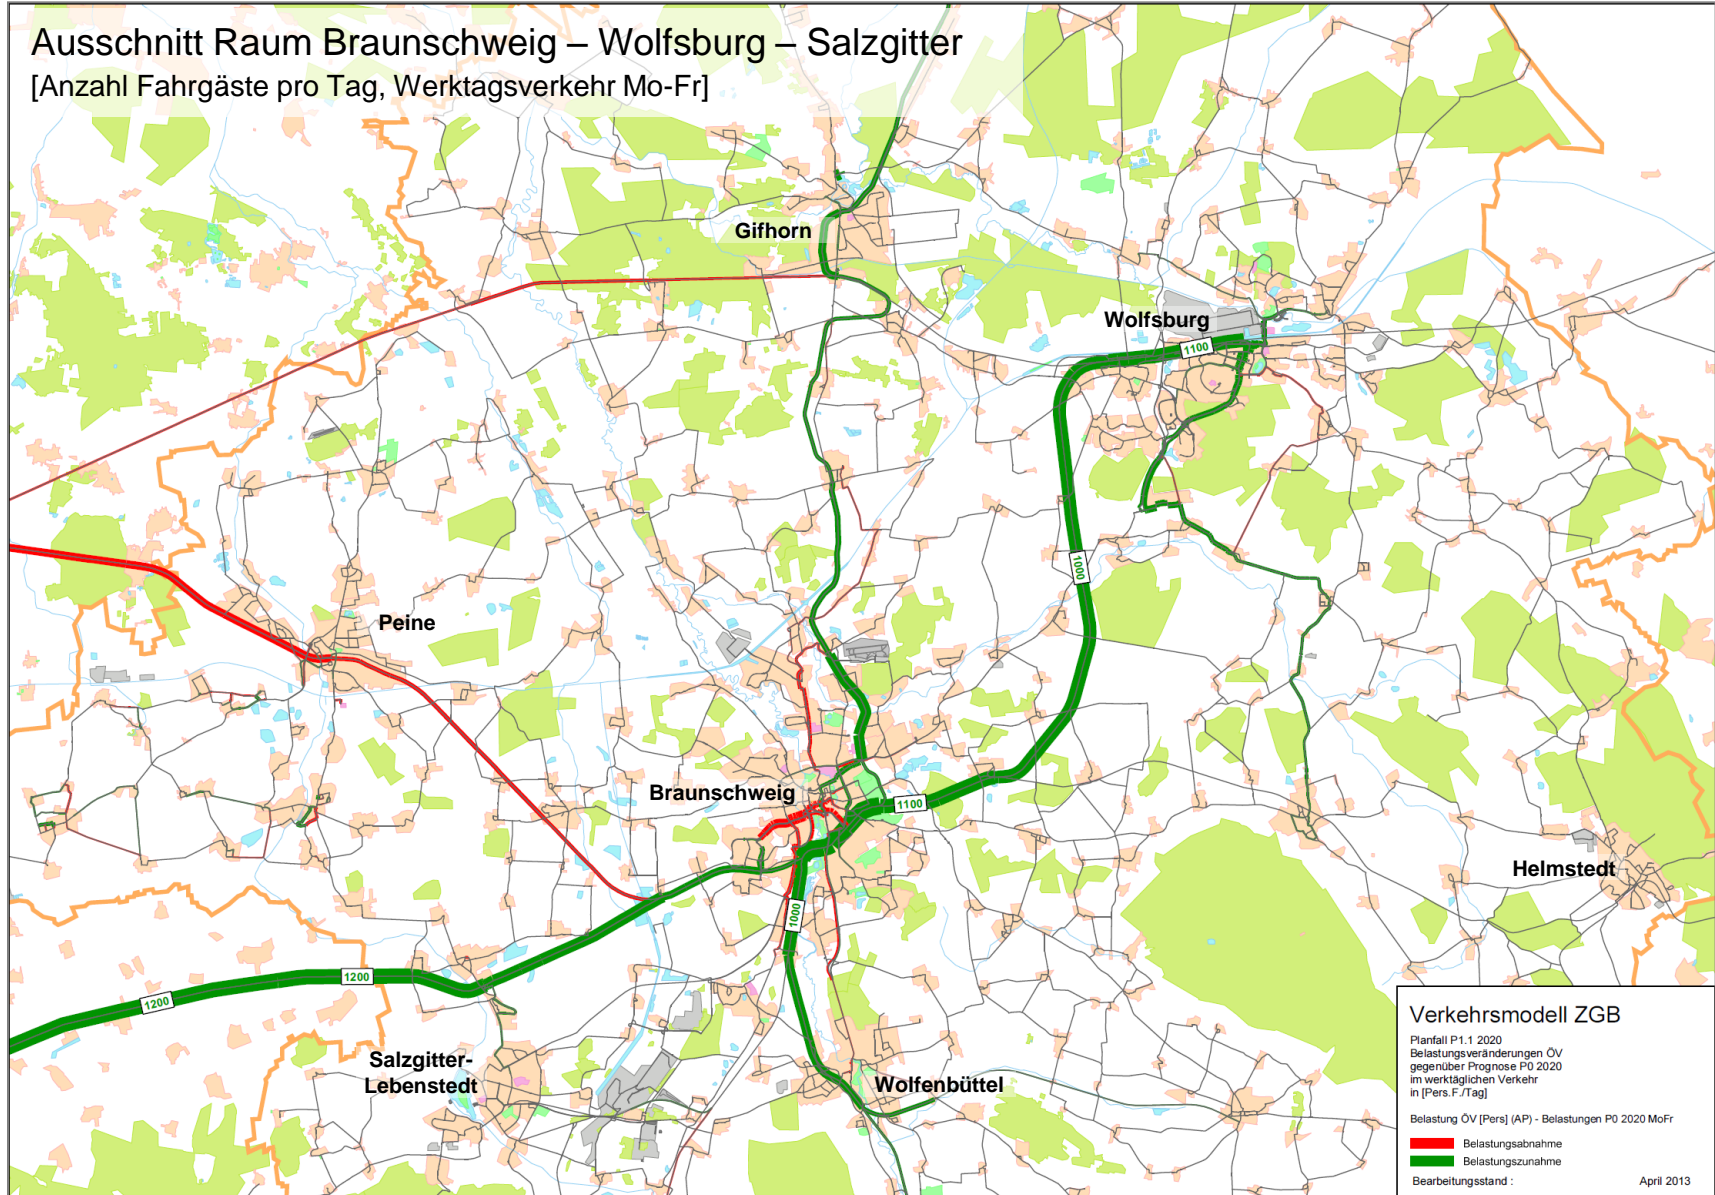 Ausschnitt Raum Braunschweig – Wolfsburg – Salzgitter
[Anzahl Fahrgäste pro Tag, Werktagsverkehr Mo-Fr]
Gifhorn
Wolfsburg
1100
1000
Peine
Braunschweig
1100
Helmstedt
1000
1200
1200
Salzgitter-
Lebenstedt
Wolfenbüttel
Verkehrsmodell ZGB
Planfall P1.1 2020
Belastungsveränderungen ÖV
gegenüber Prognose P0 2020
im werktäglichen Verkehr
in [Pers.F./Tag]
Belastung ÖV [Pers] (AP) - Belastungen P0 2020 MoFr
Belastungsabnahme
Belastungszunahme
Bearbeitungsstand : April 2013